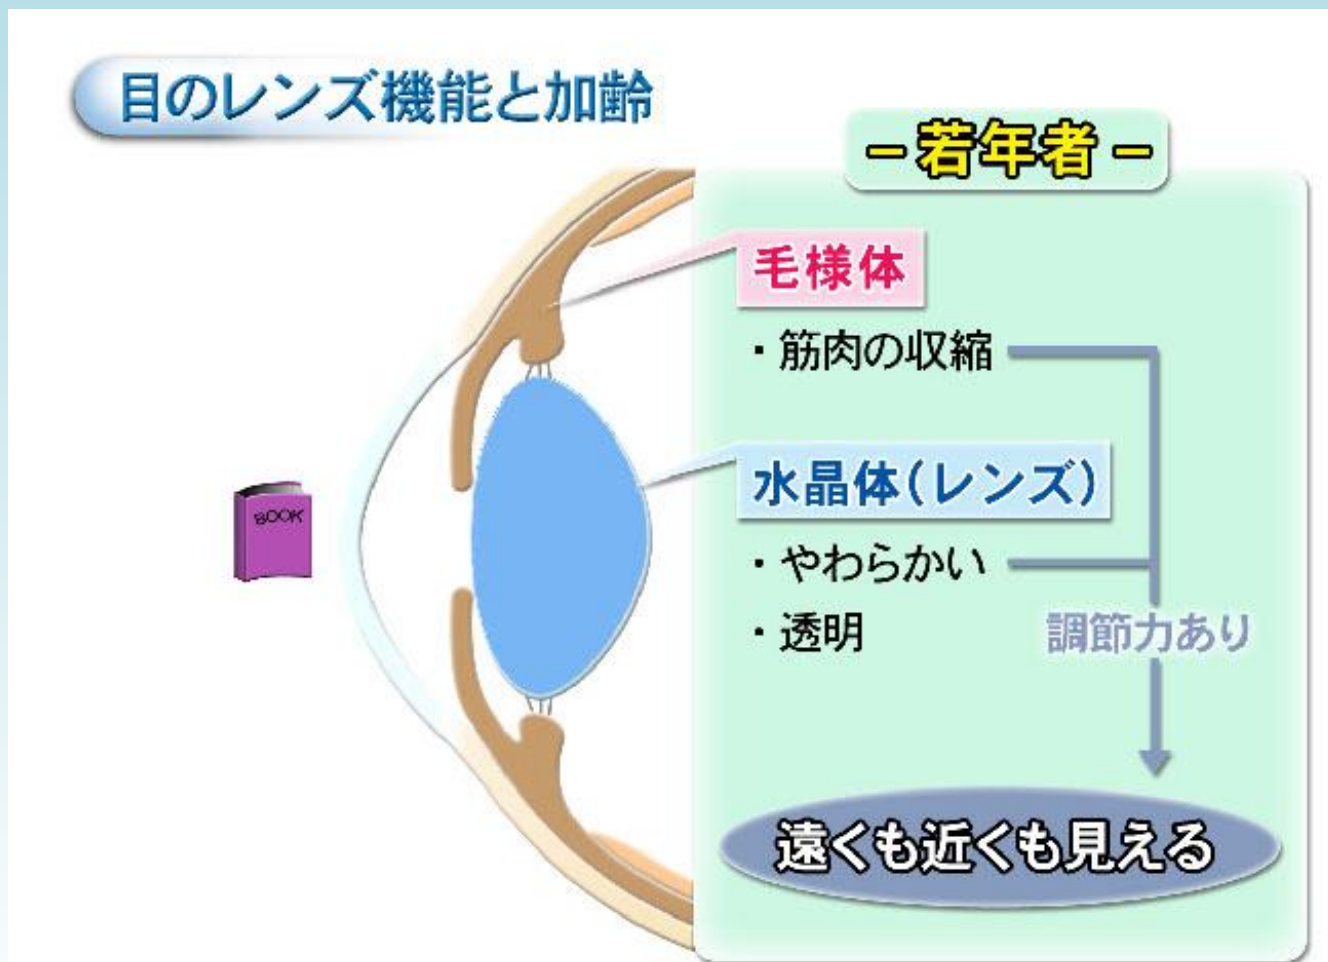 目のレンズ機能と加齢
－若年者－
毛様体
・筋肉の収縮
水晶体(レンズ)
・やわらかい
・透明
調節力あり
遠くも近くも見える
BOOK